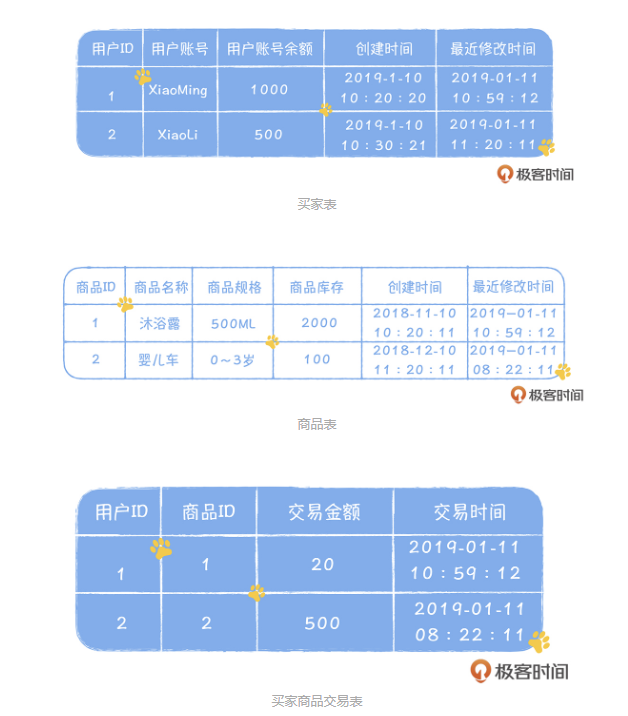 用户ID 用户账号 用户账号余额 创建时间 最近修改时间
1 XiaoMing 1000 2019-1-10 10:20:20 2019-01-11 10:59:12
2 XiaoLi 500 2019-1-10 10:30:21 2019-01-11 11:20:11
极客时间
买家表
商品ID 商品名称 商品规格 商品库存 创建时间 最近修改时间
1 沐浴露 500ML 2000 2018-11-10 10:20:11 2019-01-11 10:59:12
2 婴儿车 0~3岁 100 2018-12-10 11:20:11 2019-01-11 08:22:11
极客时间
商品表
用户ID 商品ID 交易金额 交易时间
1 1 20 2019-01-11 10:59:12
2 2 500 2019-01-11 08:22:11
极客时间
买家商品交易表